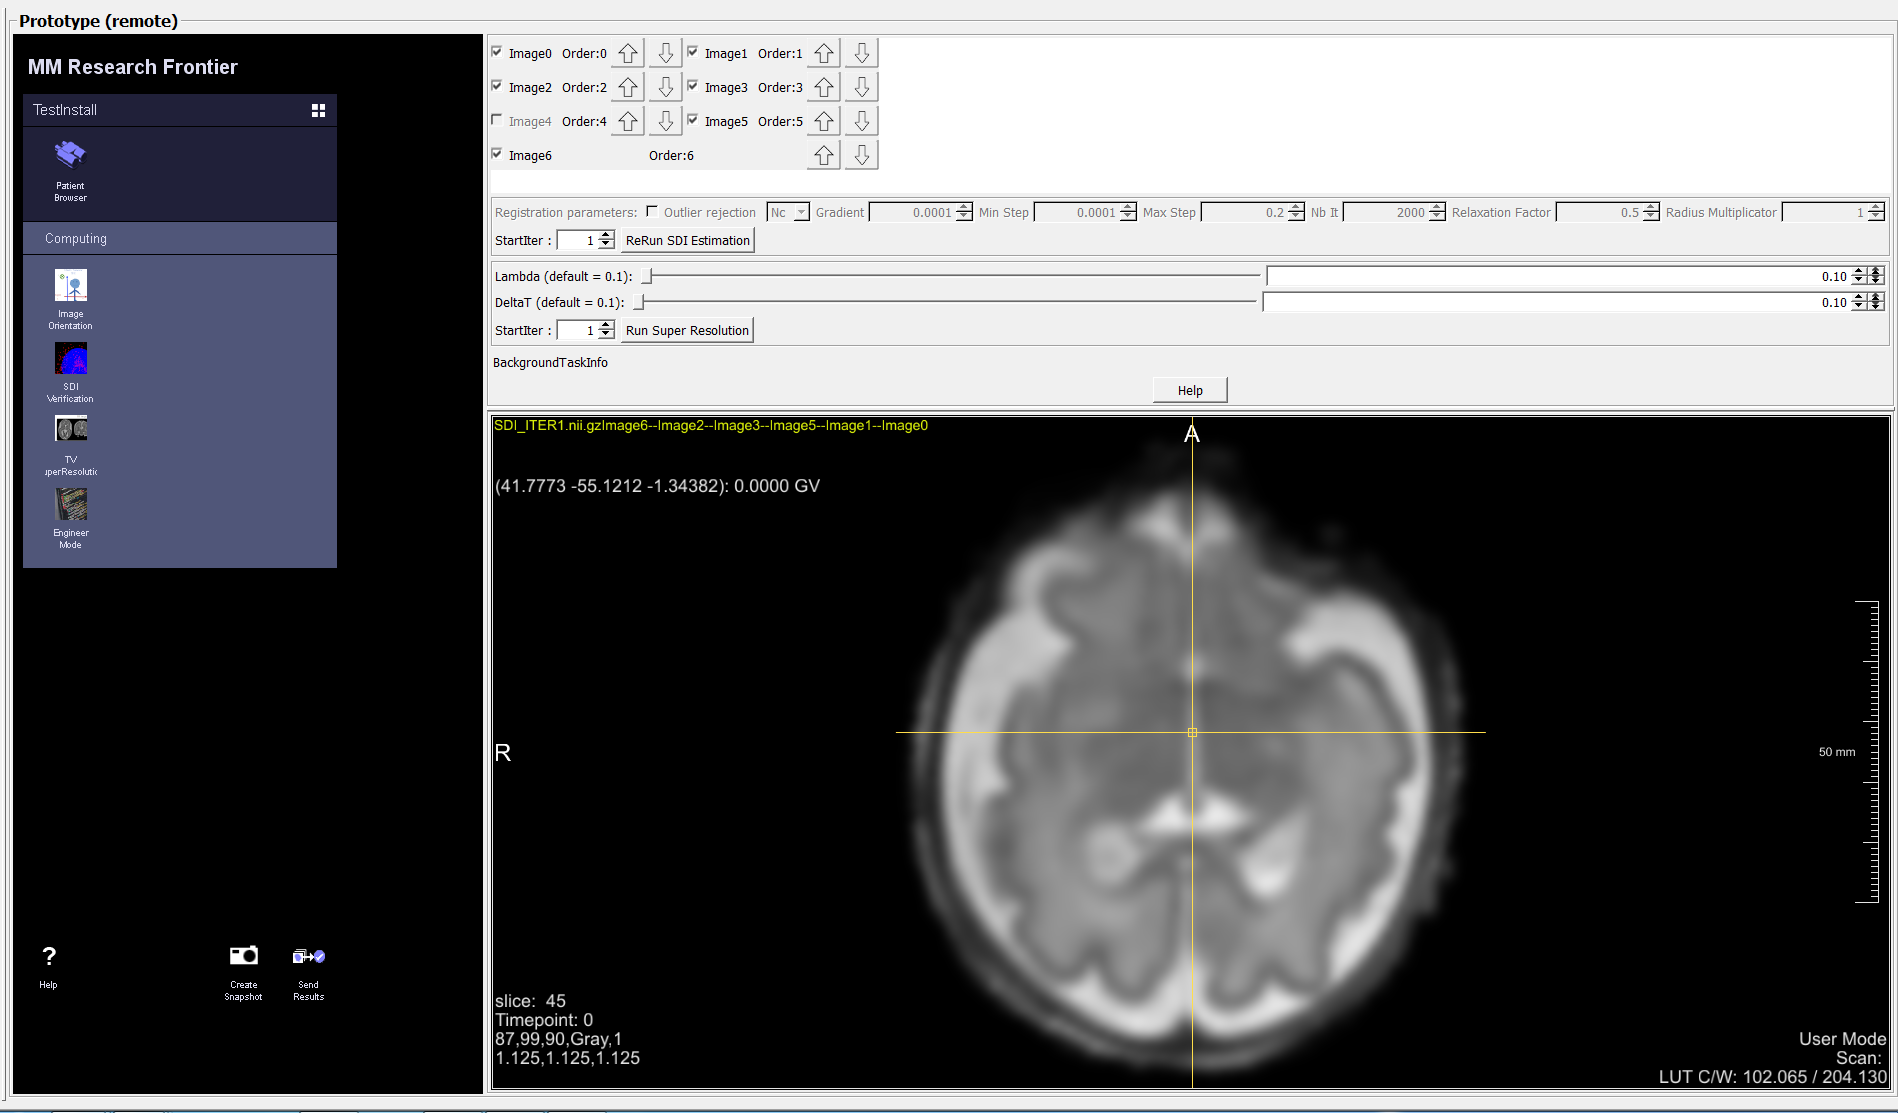 Prototype (remote)
MM Research Frontier
TestInstall
Patient
Browser
Computing
Image
Orientation
SDI
Verification
TV
uperResolutic
Engineer
Mode
?
Help
Create
Snapshot
Send
Results
Image0 Order:0 Image1 Order:1
Image2 Order:2 Image3 Order:3
Image4 Order:4 Image5 Order:5
Image6 Order:6
Registration parameters: Outlier rejection Nc Gradient 0.0001 Min Step 0.0001 Max Step 0.2 Nb It 2000 Relaxation Factor 0.5 Radius Multiplicator 1
StartIter : 1 ReRun SDI Estimation
Lambda (default = 0.1): 0.10
DeltaT (default = 0.1): 0.10
StartIter : 1 Run Super Resolution
BackgroundTaskInfo
Help
SDI_ITER1.nii.gzImage6--Image2--Image3--Image5--Image1--Image0
A
(41.7773 -55.1212 -1.34382): 0.0000 GV
R
50 mm
slice: 45
Timepoint: 0
87,99,90,Gray,1
1.125,1.125,1.125
User Mode
Scan:
LUT C/W: 102.065 / 204.130